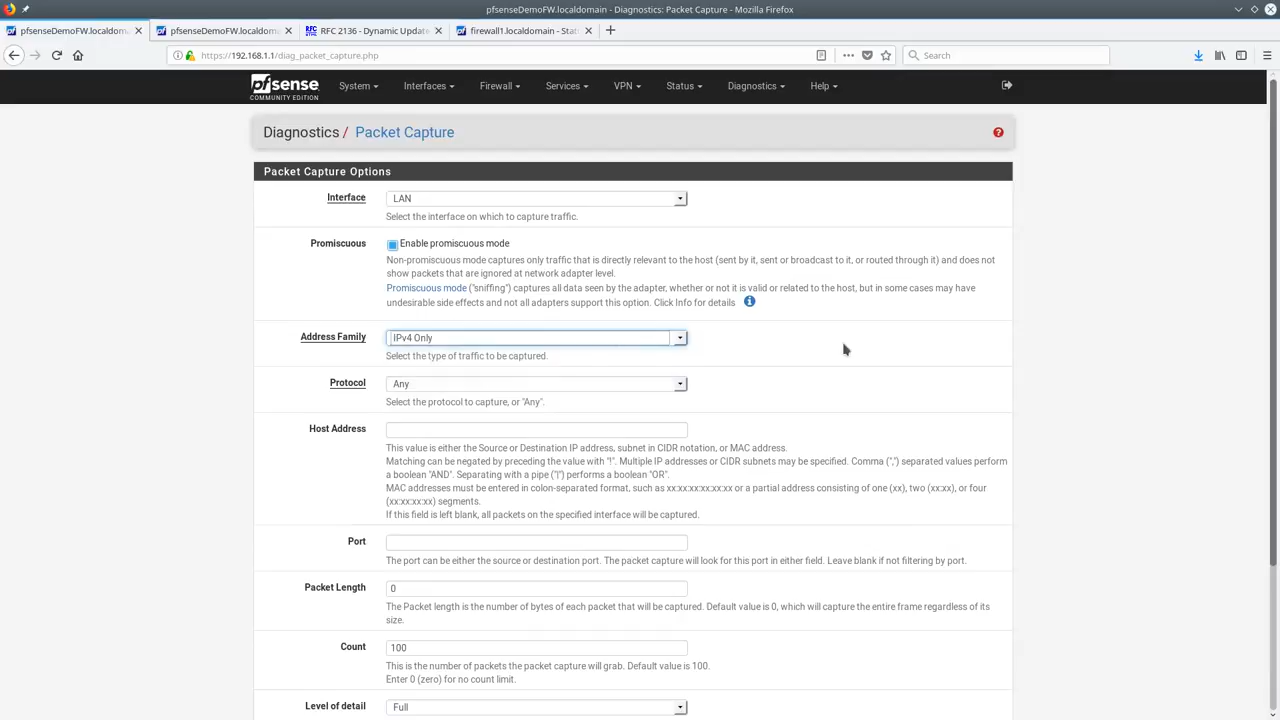 pfsenseDemoFW.localdomain - Diagnostics: Packet Capture - Mozilla Firefox
pfsenseDemoFW.localdoma
pfsenseDemoFW.localdoma
RFC 2136 - Dynamic Update
firewall1.localdomain - Stat
https://192.168.1.1/diag_packet_capture.php
Search
pfsense
COMMUNITY EDITION
System
Interfaces
Firewall
Services
VPN
Status
Diagnostics
Help
Diagnostics / Packet Capture
Packet Capture Options
Interface
LAN
Select the interface on which to capture traffic.
Promiscuous
Enable promiscuous mode
Non-promiscuous mode captures only traffic that is directly relevant to the host (sent by it, sent or broadcast to it, or routed through it) and does not
show packets that are ignored at network adapter level.
Promiscuous mode ("sniffing") captures all data seen by the adapter, whether or not it is valid or related to the host, but in some cases may have
undesirable side effects and not all adapters support this option. Click Info for details
Address Family
IPv4 Only
Select the type of traffic to be captured.
Protocol
Any
Select the protocol to capture, or "Any".
Host Address
This value is either the Source or Destination IP address, subnet in CIDR notation, or MAC address.
Matching can be negated by preceding the value with "!". Multiple IP addresses or CIDR subnets may be specified. Comma (",") separated values perform
a boolean "AND". Separating with a pipe ("|") performs a boolean "OR".
MAC addresses must be entered in colon-separated format, such as xx:xx:xx:xx:xx:xx or a partial address consisting of one (xx), two (xx:xx), or four
(xx:xx:xx:xx) segments.
If this field is left blank, all packets on the specified interface will be captured.
Port
The port can be either the source or destination port. The packet capture will look for this port in either field. Leave blank if not filtering by port.
Packet Length
0
The Packet length is the number of bytes of each packet that will be captured. Default value is 0, which will capture the entire frame regardless of its
size.
Count
100
This is the number of packets the packet capture will grab. Default value is 100.
Enter 0 (zero) for no count limit.
Level of detail
Full